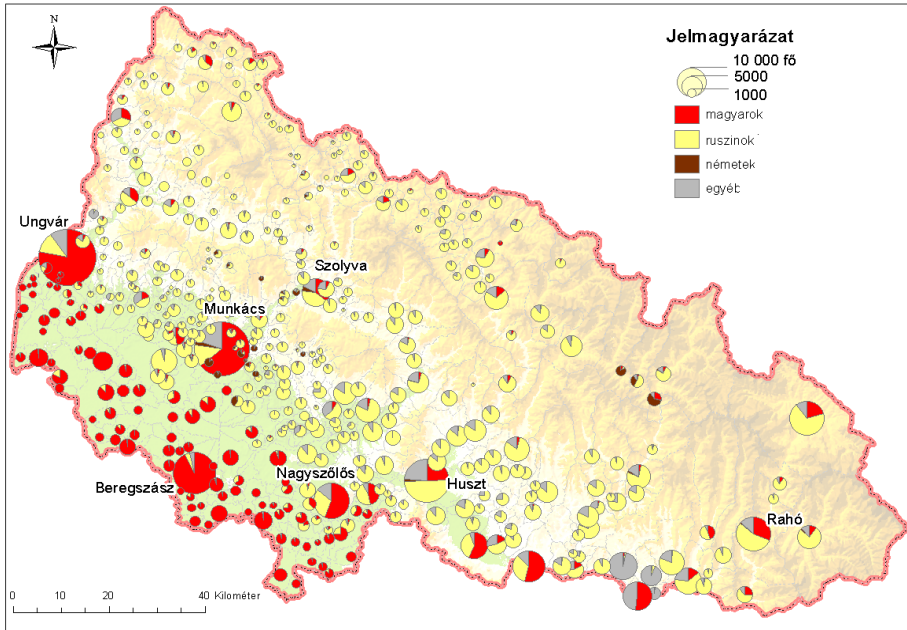 N
Jelmagyarázat
10 000 fő
5000
1000
magyarok
ruszinok
németek
egyéb
Ungvár
Szolyva
Munkács
Beregszász
Nagyszőlős
Huszt
Rahó
0 10 20 40 Kilométer